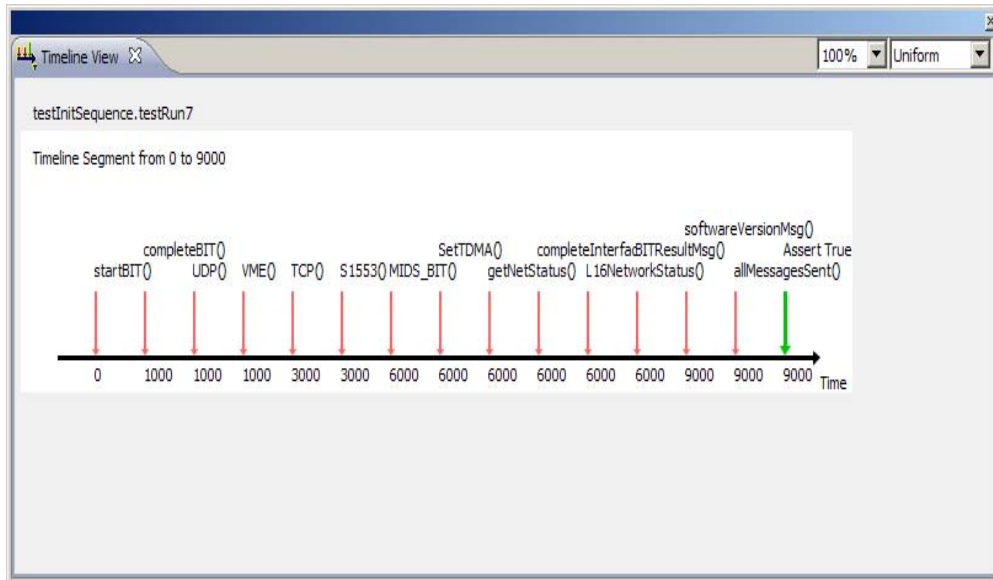 Timeline View
100%
Uniform
testInitSequence.testRun7
Timeline Segment from 0 to 9000
softwareVersionMsg()
completeBIT() SetTDMA() completeInterfaBITResultMsg() Assert True
startBIT() UDP() VME() TCP() S1553() MIDS_BIT() getNetStatus() L16NetworkStatus() allMessagesSent()
0 1000 1000 1000 3000 3000 6000 6000 6000 6000 6000 6000 9000 9000 9000 Time